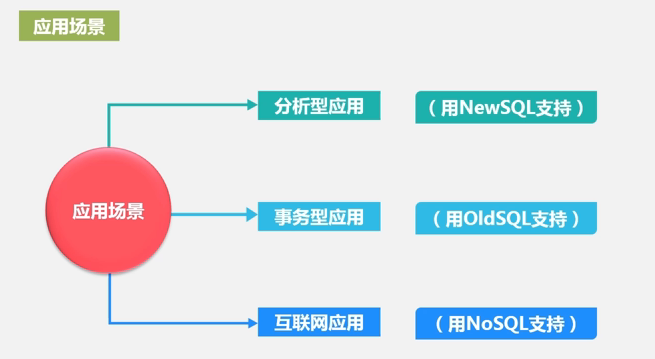 应用场景
应用场景
分析型应用
（用NewSQL支持）
事务型应用
（用OldSQL支持）
互联网应用
（用NoSQL支持）